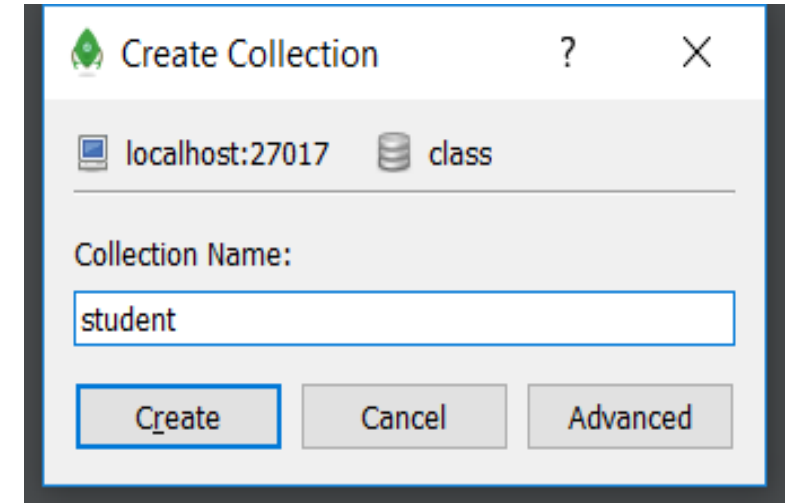 Create Collection ?
localhost:27017 class
Collection Name:
student
Create Cancel Advanced